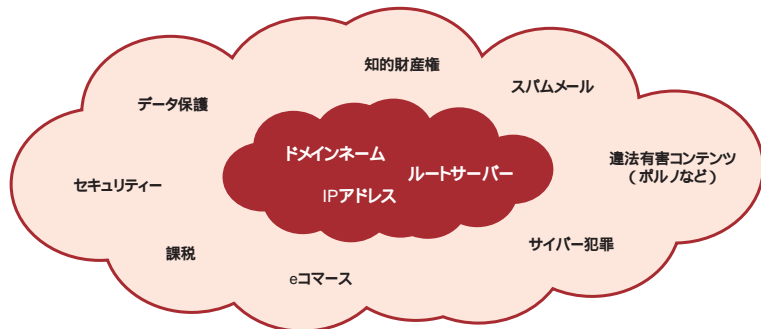 知的財産権
スパムメール
データ保護
ドメインネーム
ルートサーバー
IPアドレス
違法有害コンテンツ
(ポルノなど)
セキュリティー
課税
eコマース
サイバー犯罪